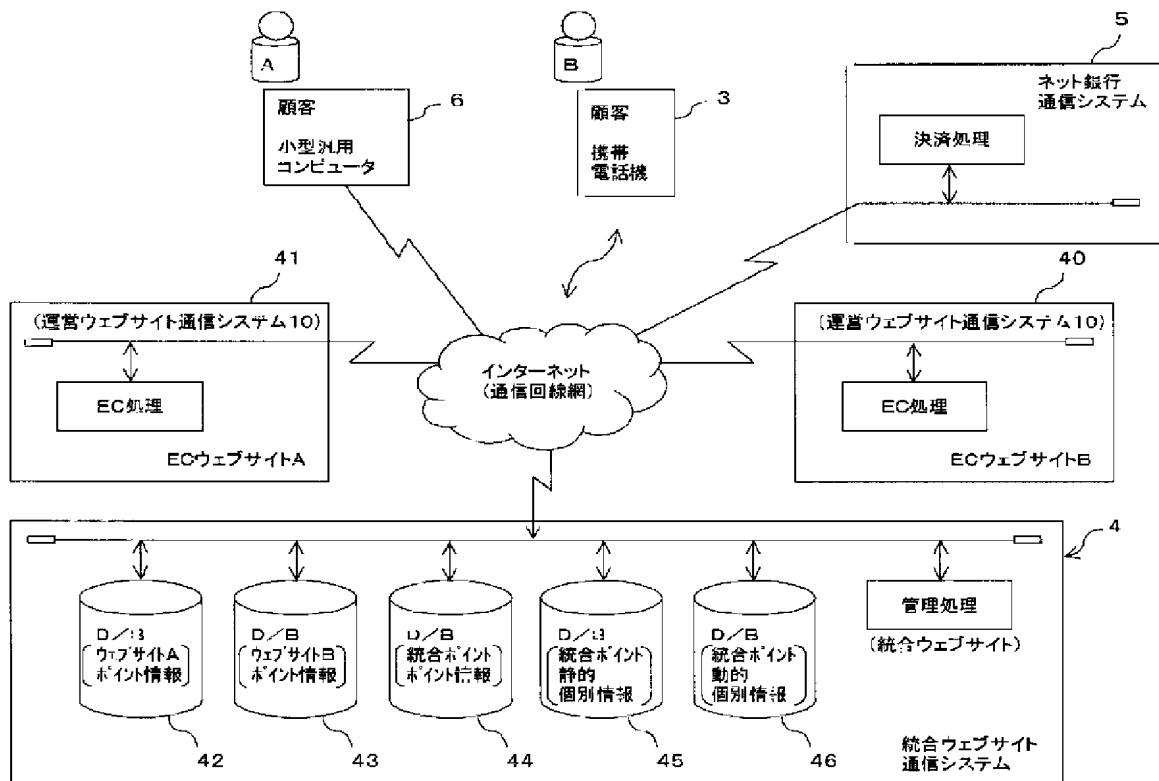 A
B
5
顧客
小型汎用
コンピュータ
6
顧客
携帯
電話機
3
ネット銀行
通信システム
決済処理
41
(運営ウェブサイト通信システム10)
EC処理
ECウェブサイトA
インターネット
(通信回線網)
40
(運営ウェブサイト通信システム10)
EC処理
ECウェブサイトB
4
D/B
ウェブサイトA
ポイント情報
42
D/B
ウェブサイトB
ポイント情報
43
D/B
統合ポイント
ポイント情報
44
D/B
統合ポイント
静的
個別情報
45
D/B
統合ポイント
動的
個別情報
46
管理処理
(統合ウェブサイト)
統合ウェブサイト
通信システム